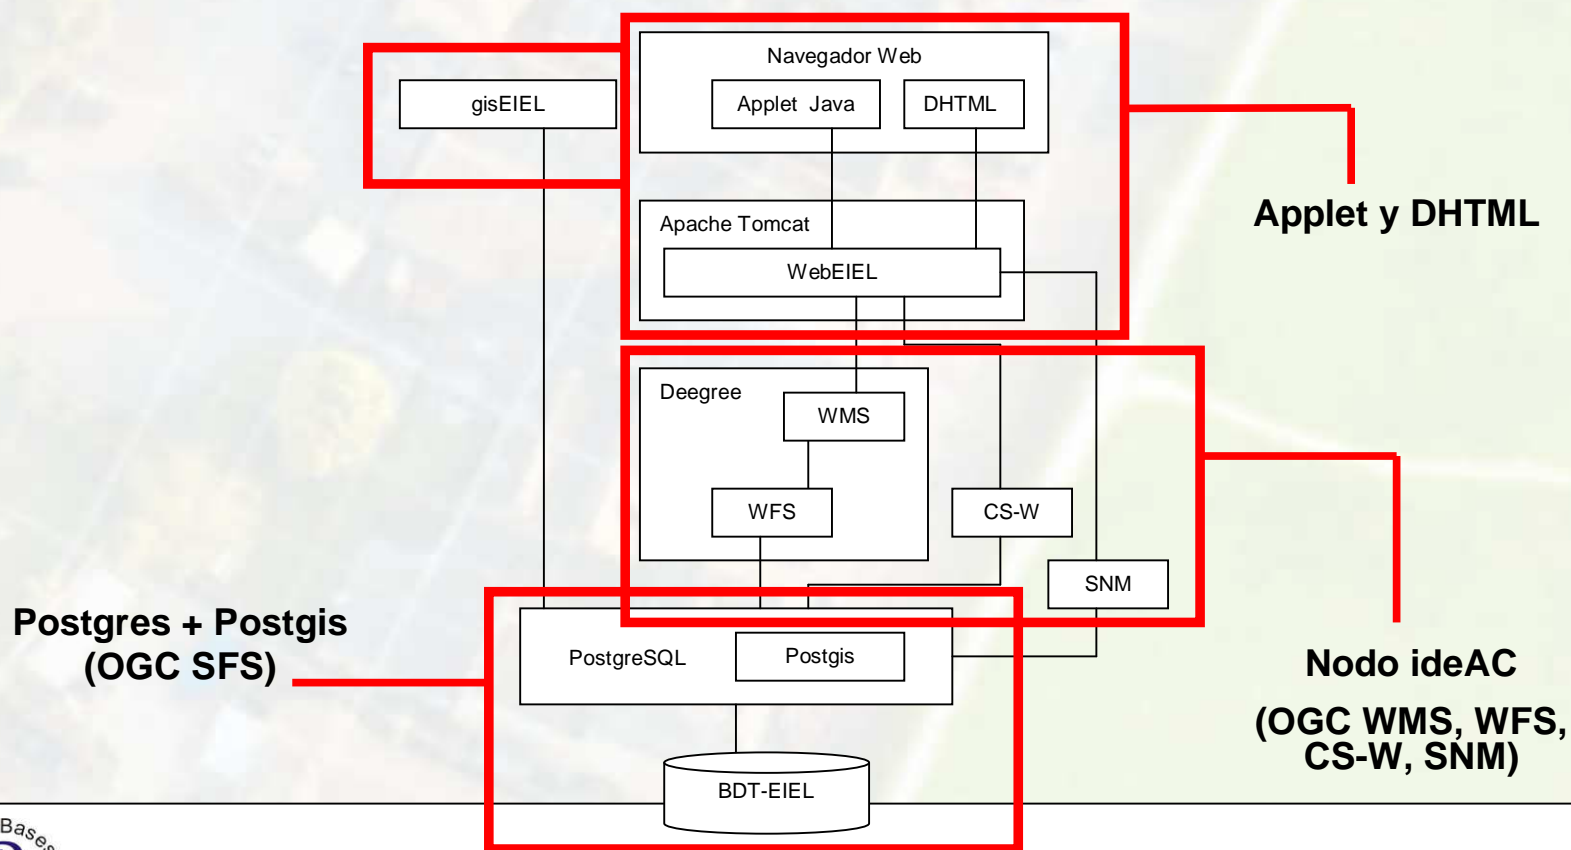 Navegador Web
gisEIEL
Applet Java
DHTML
Apache Tomcat
WebEIEL
Applet y DHTML
Deegree
WMS
WFS
CS-W
SNM
Postgres + Postgis
(OGC SFS)
PostgreSQL
Postgis
Nodo ideAC
(OGC WMS, WFS,
CS-W, SNM)
BDT-EIEL
Bases